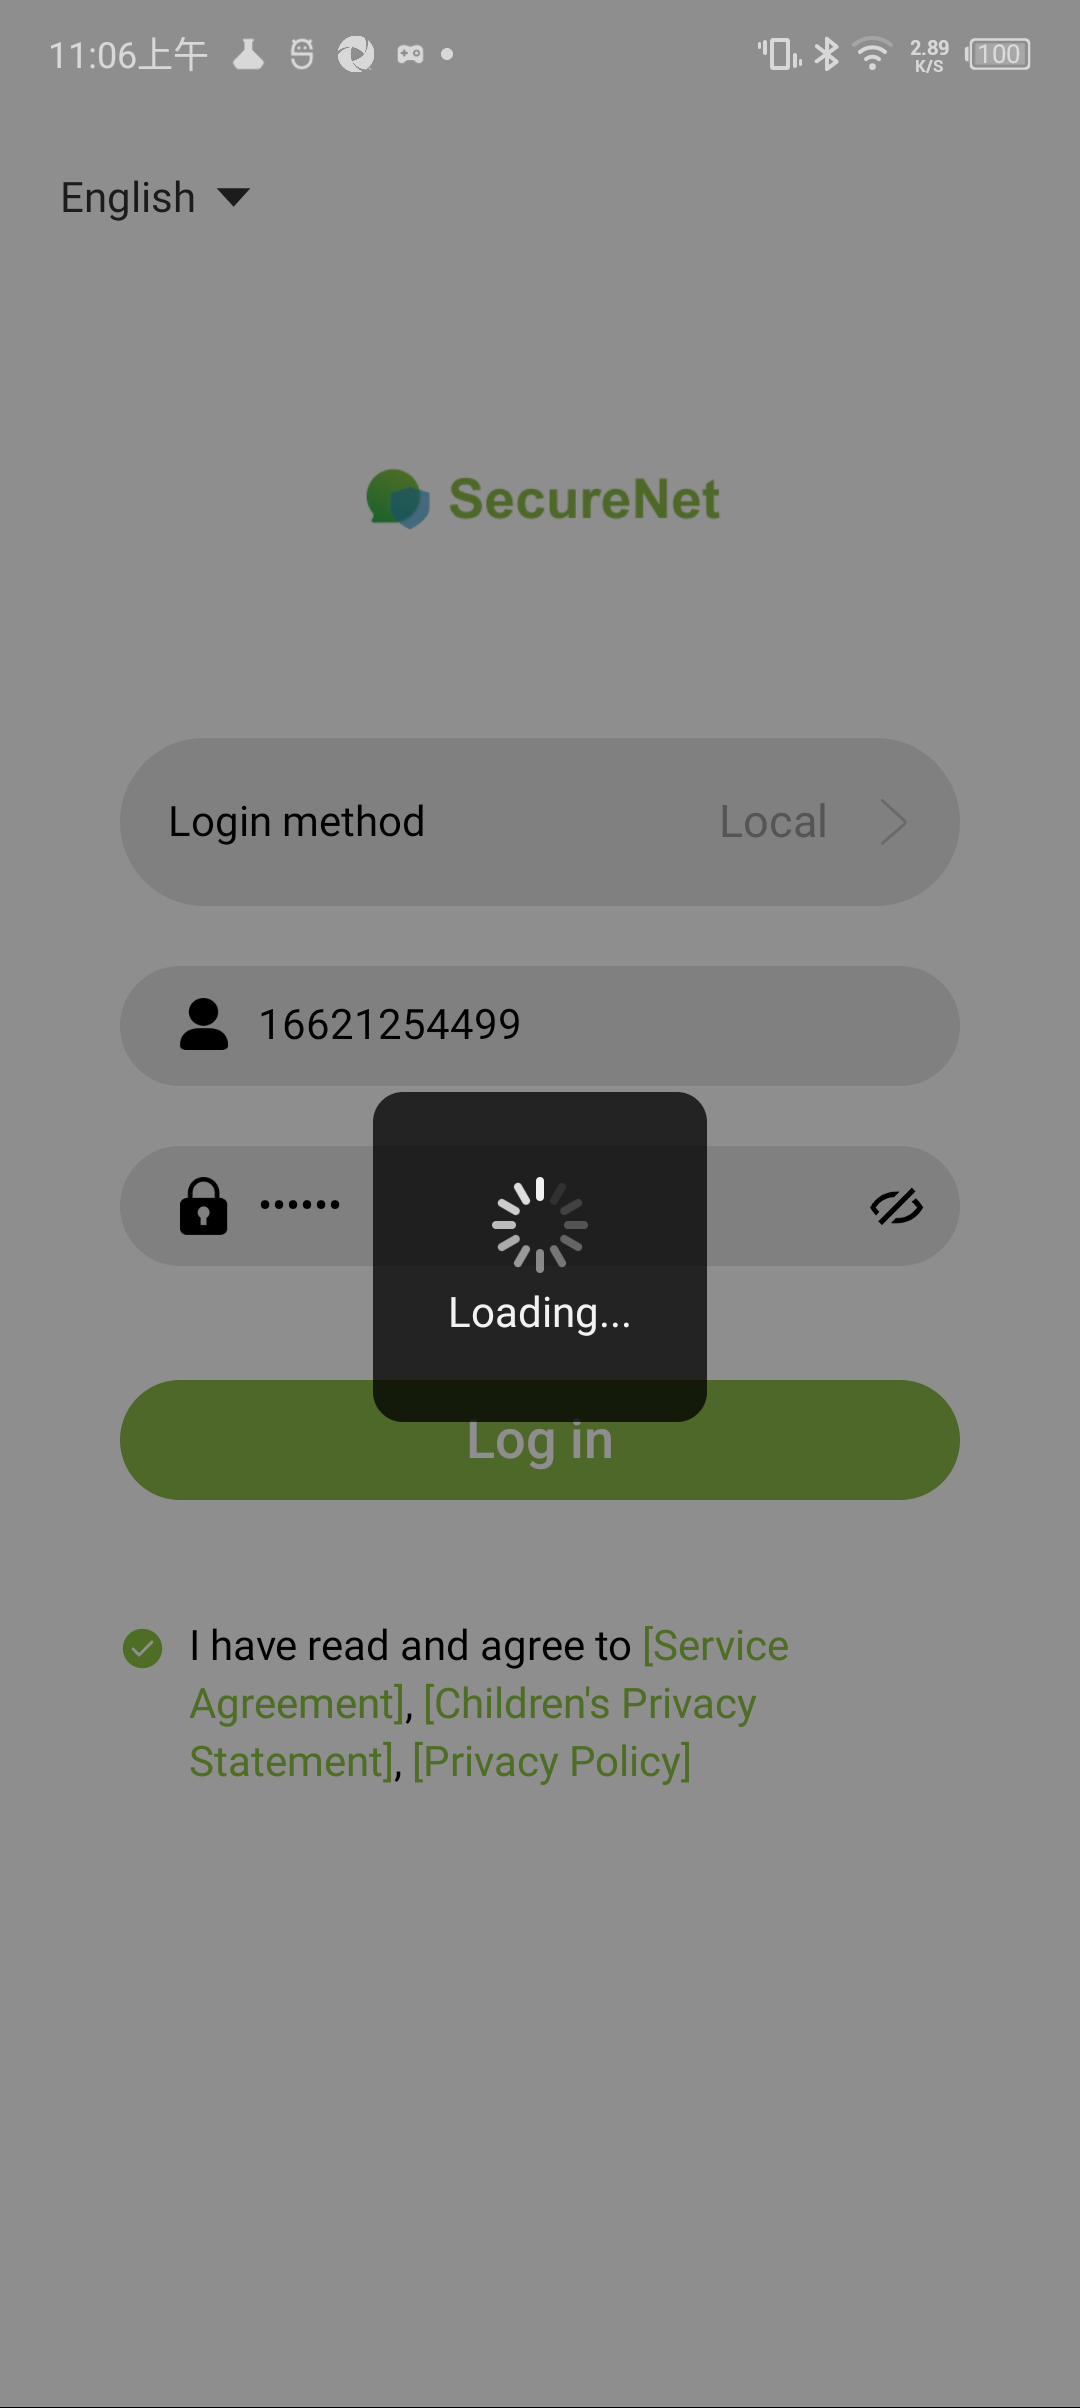 11:06上午
2.89
K/S
100
English
SecureNet
Login method
Local
16621254499
••••••
Loading...
Log in
I have read and agree to [Service
Agreement], [Children's Privacy
Statement], [Privacy Policy]